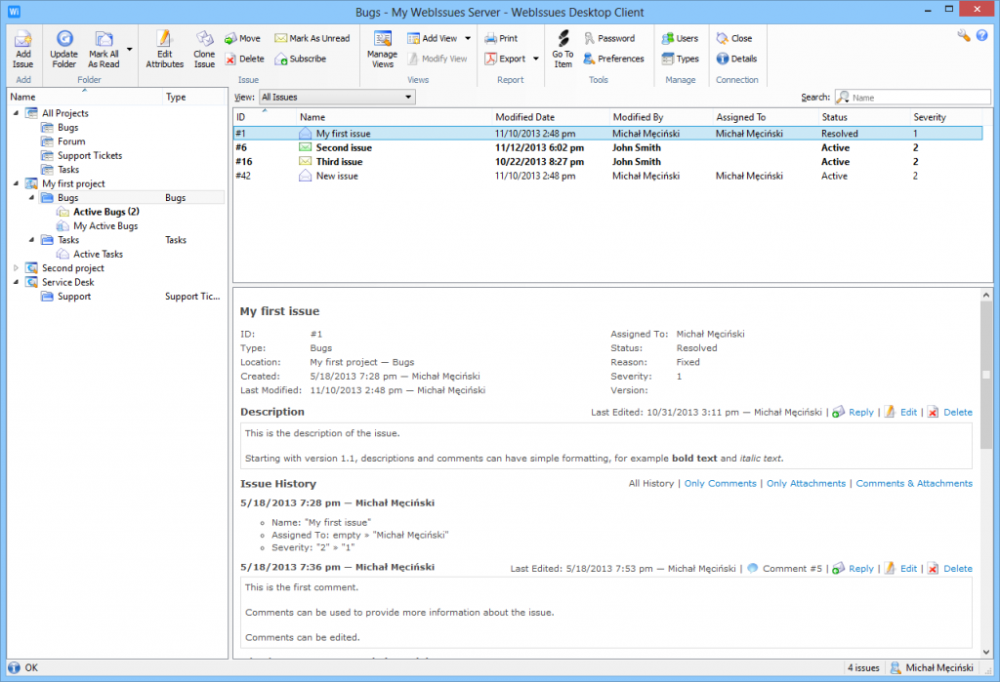 Bugs - My WebIssues Server - WebIssues Desktop Client
Add Issue
Update Folder
Mark All As Read
Edit Attributes
Clone Issue
Move
Delete
Mark As Unread
Subscribe
Manage Views
Add View
Modify View
Print
Export
Go To Item
Password
Preferences
Users
Types
Close
Details
Add
Folder
Issue
Views
Report
Tools
Manage
Connection
Name Type
All Projects
Bugs
Forum
Support Tickets
Tasks
My first project
Bugs Bugs
Active Bugs (2)
My Active Bugs
Tasks Tasks
Active Tasks
Second project
Service Desk
Support Support Tic...
View: All Issues Search: Name
ID Name Modified Date Modified By Assigned To Status Severity
#1 My first issue 11/10/2013 2:48 pm Michał Męciński Michał Męciński Resolved 1
#6 Second issue 11/12/2013 6:02 pm John Smith Active 2
#16 Third issue 10/22/2013 8:27 pm John Smith Active 2
#42 New issue 11/10/2013 2:48 pm Michał Męciński Michał Męciński Active 2
My first issue
ID: #1 Assigned To: Michał Męciński
Type: Bugs Status: Resolved
Location: My first project — Bugs Reason: Fixed
Created: 5/18/2013 7:28 pm — Michał Męciński Severity: 1
Last Modified: 11/10/2013 2:48 pm — Michał Męciński Version:
Description Last Edited: 10/31/2013 3:11 pm — Michał Męciński | Reply | Edit | Delete
This is the description of the issue.
Starting with version 1.1, descriptions and comments can have simple formatting, for example bold text and italic text.
Issue History All History | Only Comments | Only Attachments | Comments & Attachments
5/18/2013 7:28 pm — Michał Męciński
Name: "My first issue"
Assigned To: empty » "Michał Męciński"
Severity: "2" » "1"
5/18/2013 7:36 pm — Michał Męciński Last Edited: 5/18/2013 7:53 pm — Michał Męciński | Comment #5 | Reply | Edit | Delete
This is the first comment.
Comments can be used to provide more information about the issue.
Comments can be edited.
OK 4 issues Michał Męciński